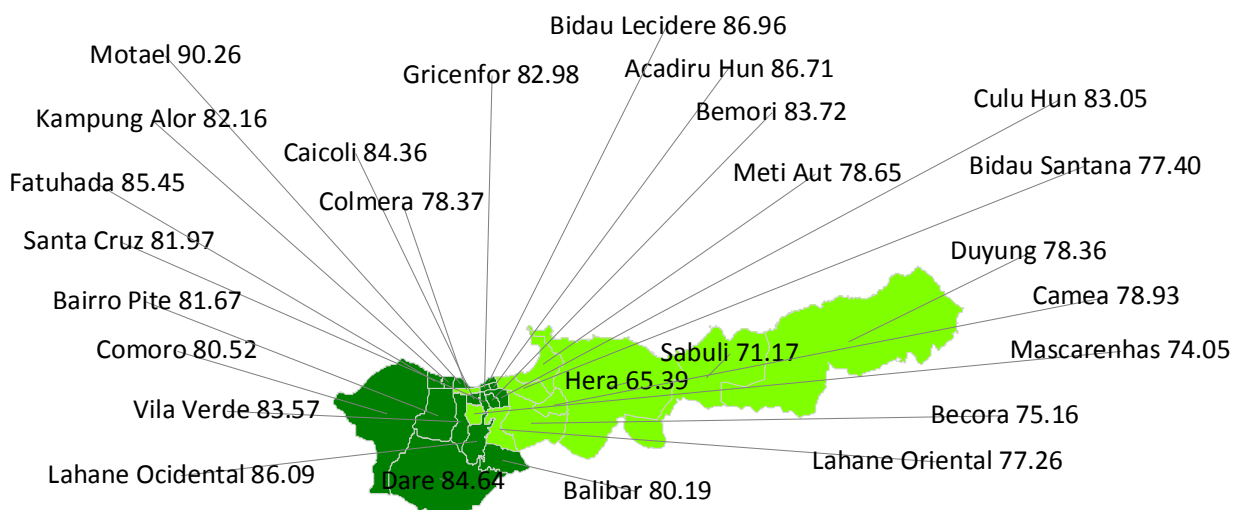 Bidau Lecidere 86.96
Motael 90.26
Gricenfor 82.98
Acadiru Hun 86.71
Culu Hun 83.05
Kampung Alor 82.16
Bemori 83.72
Caicoli 84.36
Bidau Santana 77.40
Fatuhada 85.45
Meti Aut 78.65
Colmera 78.37
Santa Cruz 81.97
Duyung 78.36
Bairro Pite 81.67
Camea 78.93
Comoro 80.52
Sabuli 71.17
Mascarenhas 74.05
Hera 65.39
Vila Verde 83.57
Becora 75.16
Lahane Ocidental 86.09
Dare 84.64
Balibar 80.19
Lahane Oriental 77.26